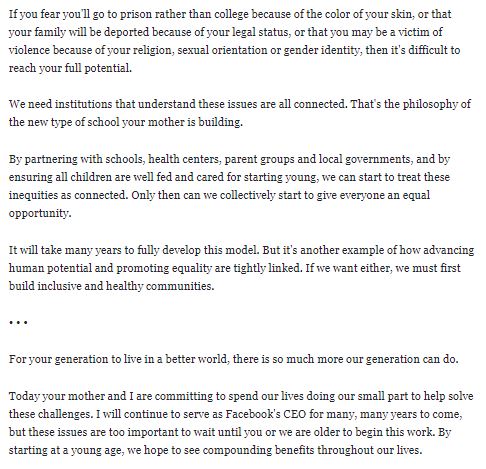 If you fear you'll go to prison rather than college because of the color of your skin, or that
your family will be deported because of your legal status, or that you may be a victim of
violence because of your religion, sexual orientation or gender identity, then it's difficult to
reach your full potential.
We need institutions that understand these issues are all connected. That's the philosophy of
the new type of school your mother is building.
By partnering with schools, health centers, parent groups and local governments, and by
ensuring all children are well fed and cared for starting young, we can start to treat these
inequities as connected. Only then can we collectively start to give everyone an equal
opportunity.
It will take many years to fully develop this model. But it's another example of how advancing
human potential and promoting equality are tightly linked. If we want either, we must first
build inclusive and healthy communities.
• • •
For your generation to live in a better world, there is so much more our generation can do.
Today your mother and I are committing to spend our lives doing our small part to help solve
these challenges. I will continue to serve as Facebook's CEO for many, many years to come,
but these issues are too important to wait until you or we are older to begin this work. By
starting at a young age, we hope to see compounding benefits throughout our lives.